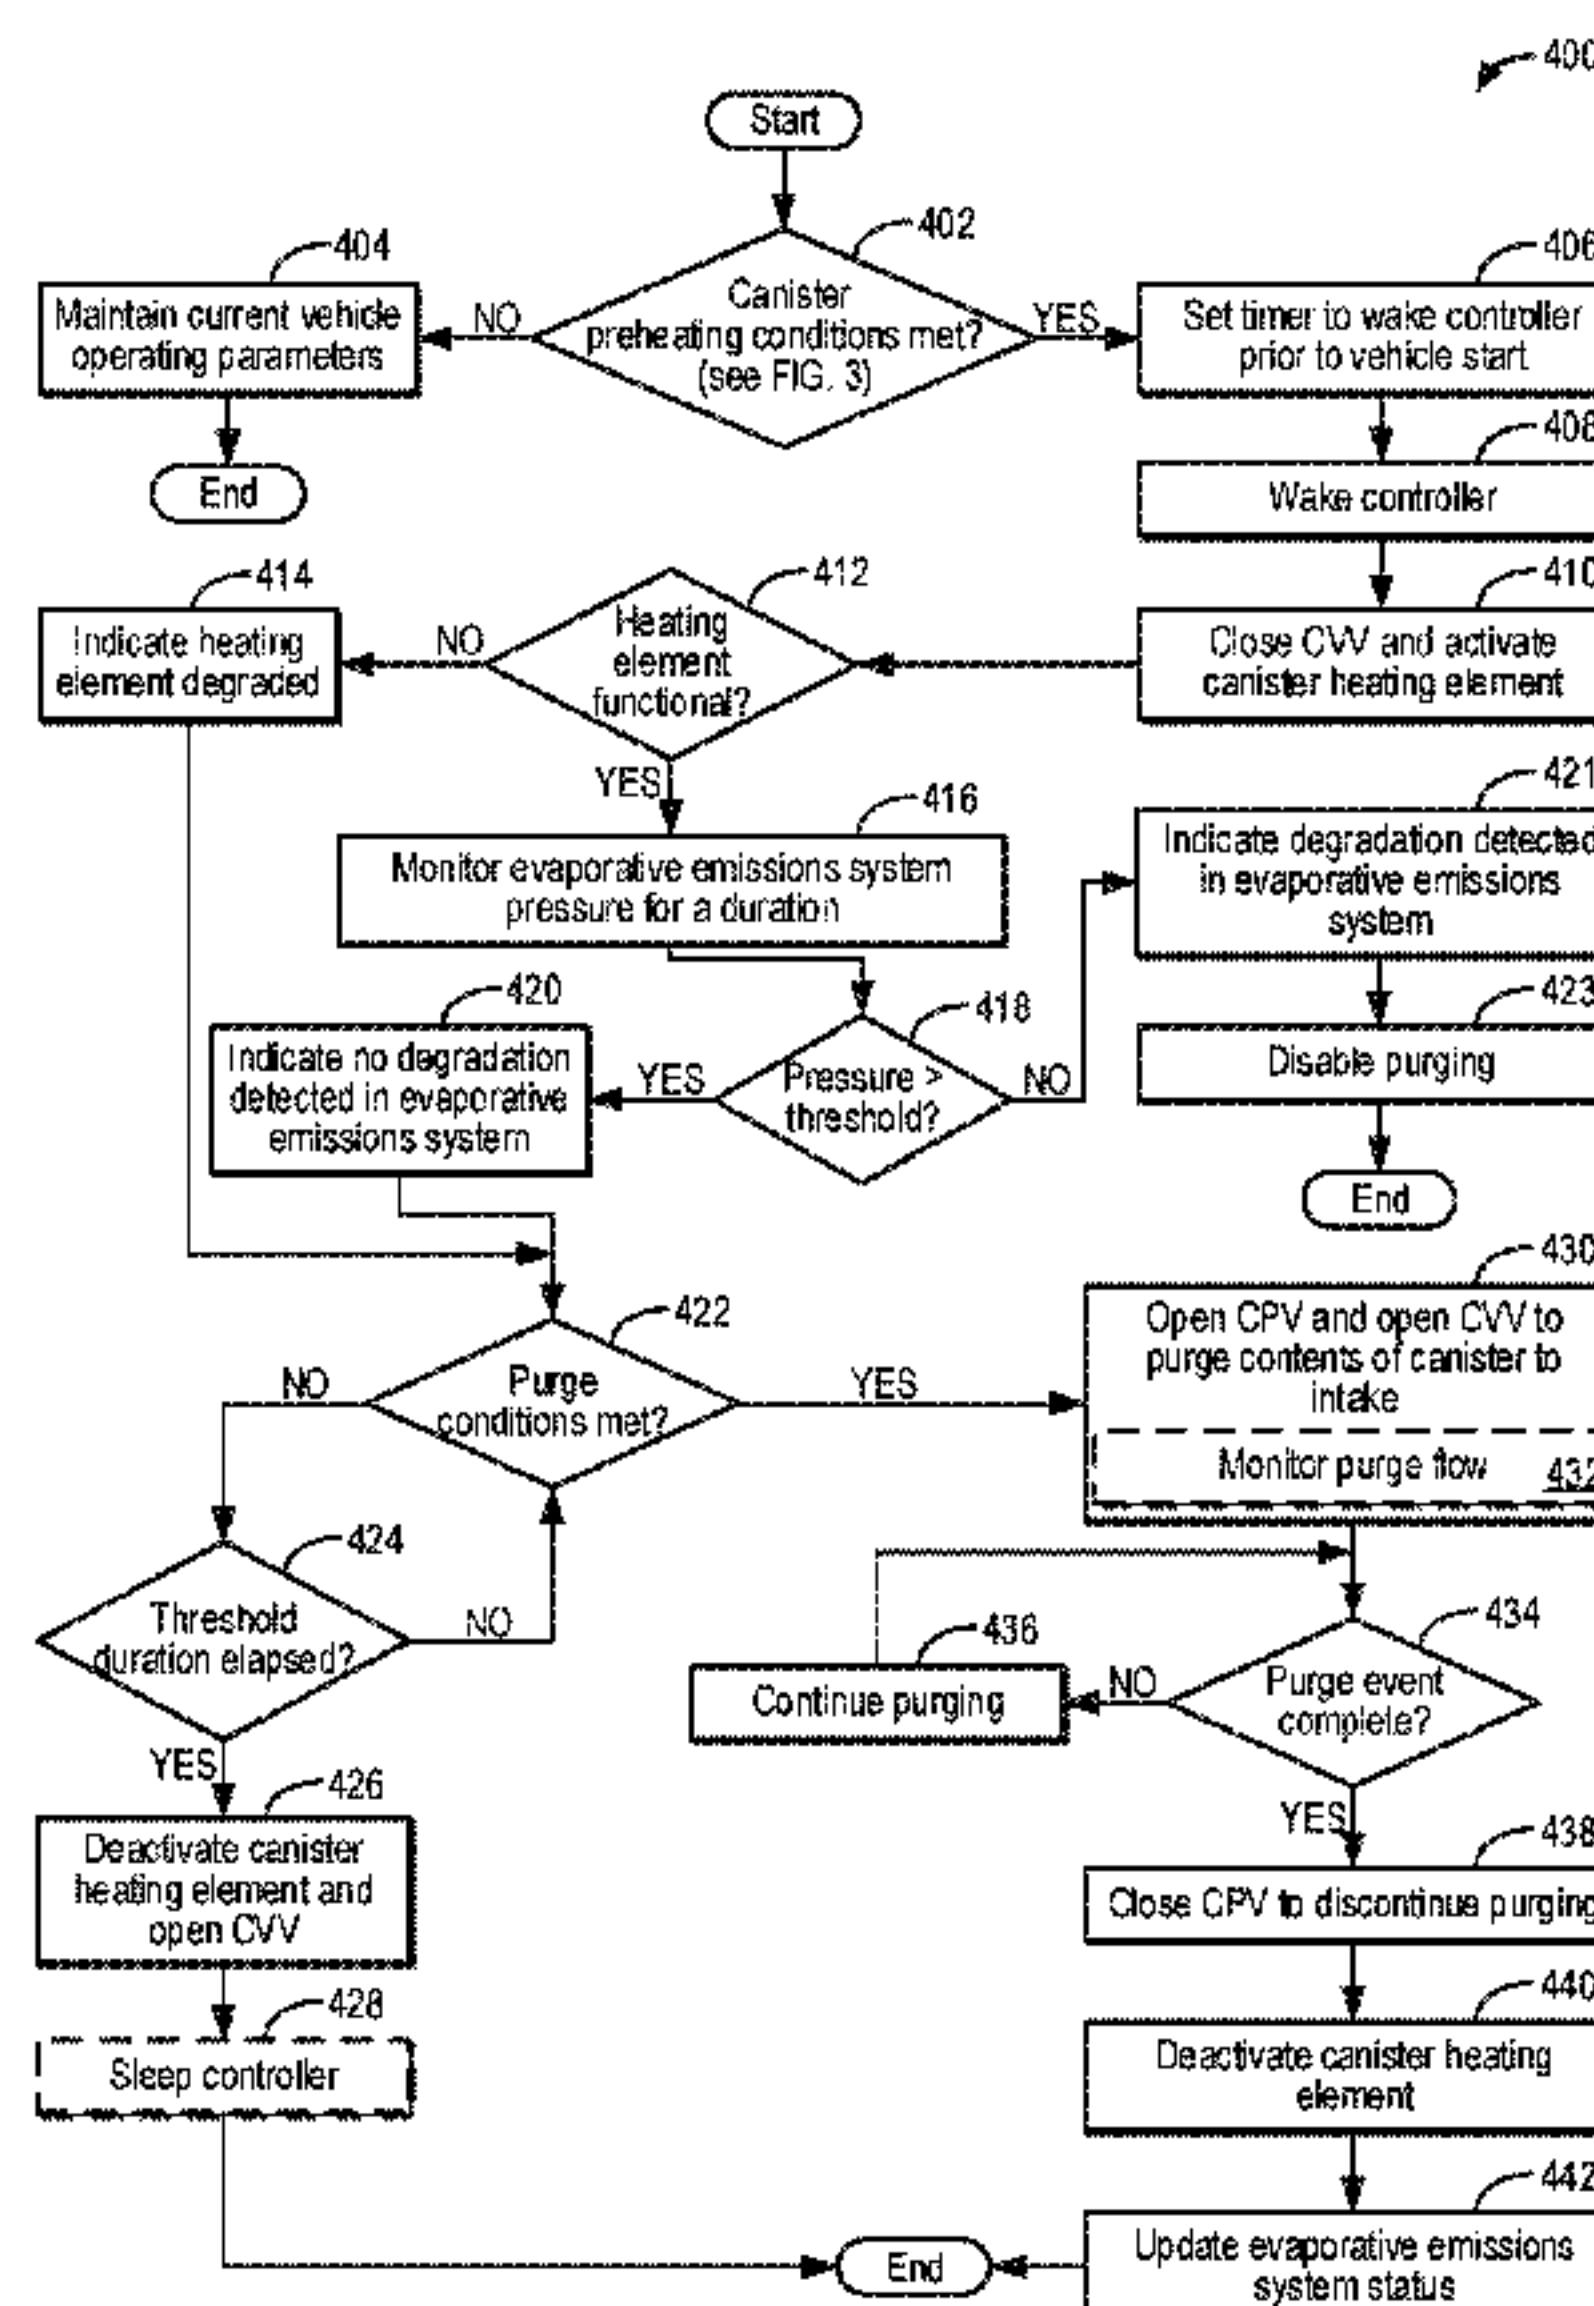 400
Start
402
404
406
Canister
preheating conditions met?
(see FIG. 3)
NO
YES
Maintain current vehicle
operating parameters
Set timer to wake controller
prior to vehicle start
End
408
Wake controller
410
Close CVV and activate
canister heating element
412
Heating
element
functional?
NO
YES
414
Indicate heating
element degraded
416
Monitor evaporative emissions system
pressure for a duration
418
Pressure >
threshold?
YES
NO
420
Indicate no degradation
detected in evaporative
emissions system
421
Indicate degradation detected
in evaporative emissions
system
423
Disable purging
End
422
Purge
conditions met?
NO
YES
424
Threshold
duration elapsed?
NO
YES
426
Deactivate canister
heating element and
open CVV
428
Sleep controller
430
Open CPV and open CVV to
purge contents of canister to
intake
Monitor purge flow 432
434
Purge event
complete?
NO
YES
436
Continue purging
438
Close CPV to discontinue purging
440
Deactivate canister heating
element
442
Update evaporative emissions
system status
End